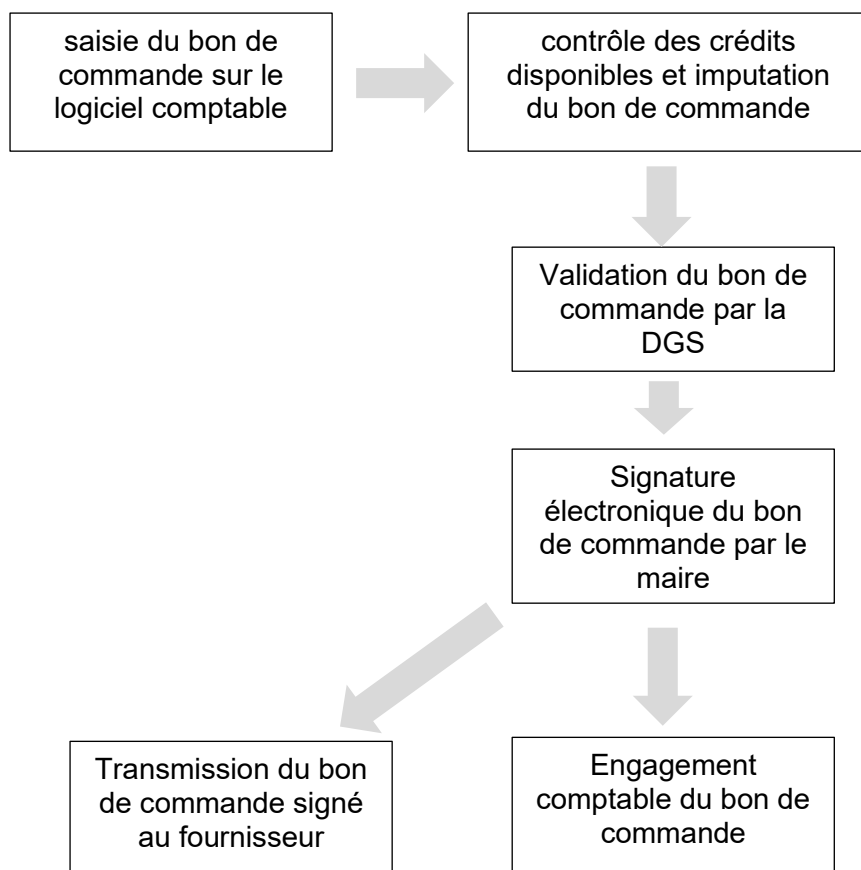 saisie du bon de
commande sur le
logiciel comptable
contrôle des crédits
disponibles et imputation
du bon de commande
Validation du bon de
commande par la
DGS
Signature
électronique du bon
de commande par le
maire
Transmission du bon
de commande signé
au fournisseur
Engagement
comptable du bon de
commande